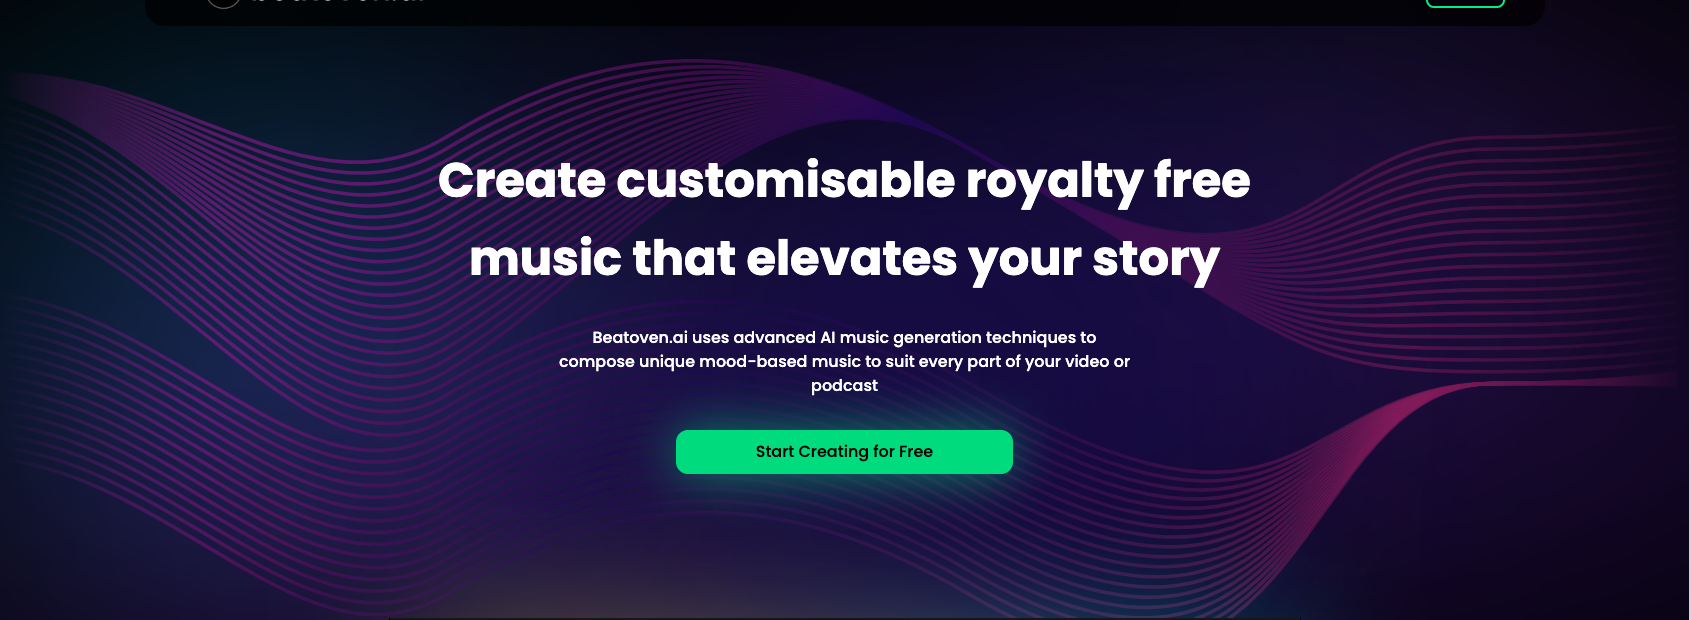 Create customisable royalty free
music that elevates your story
Beatoven.ai uses advanced AI music generation techniques to
compose unique mood-based music to suit every part of your video or
podcast
Start Creating for Free